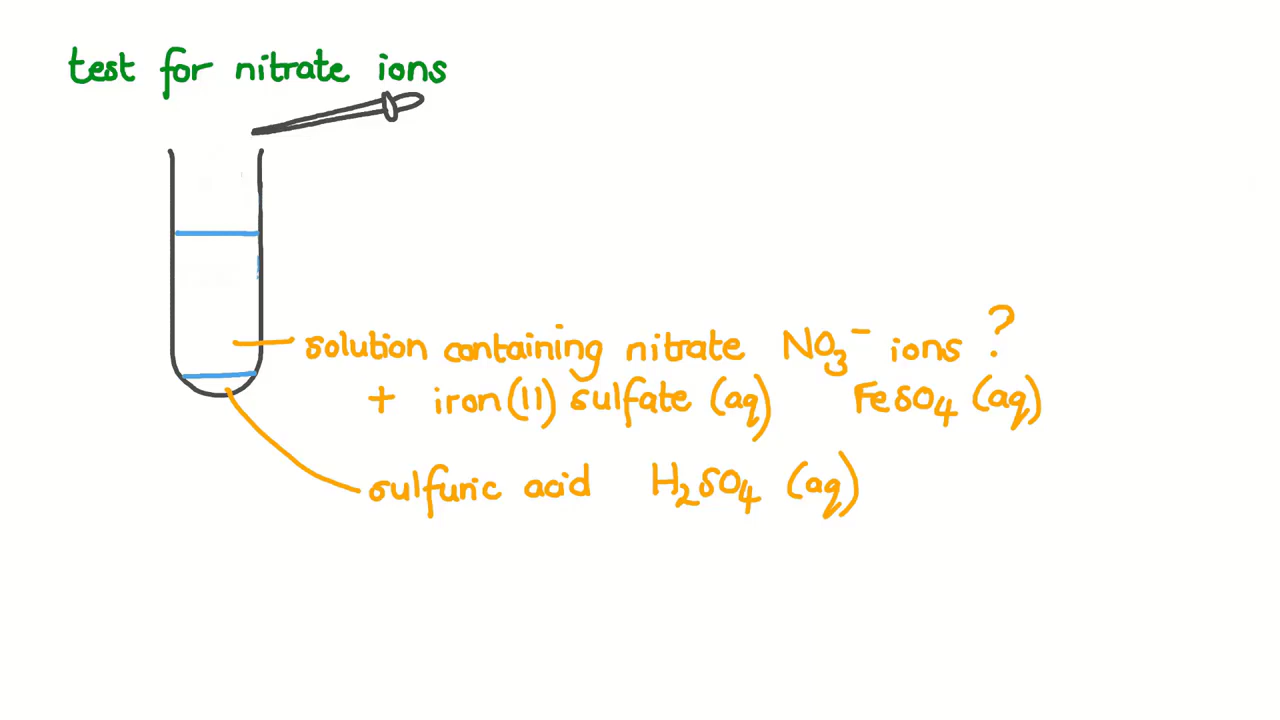 test for nitrate ions
solution containing nitrate NO₃⁻ ions ?
+ iron (II) sulfate (aq) FeSO₄ (aq)
sulfuric acid H₂SO₄ (aq)